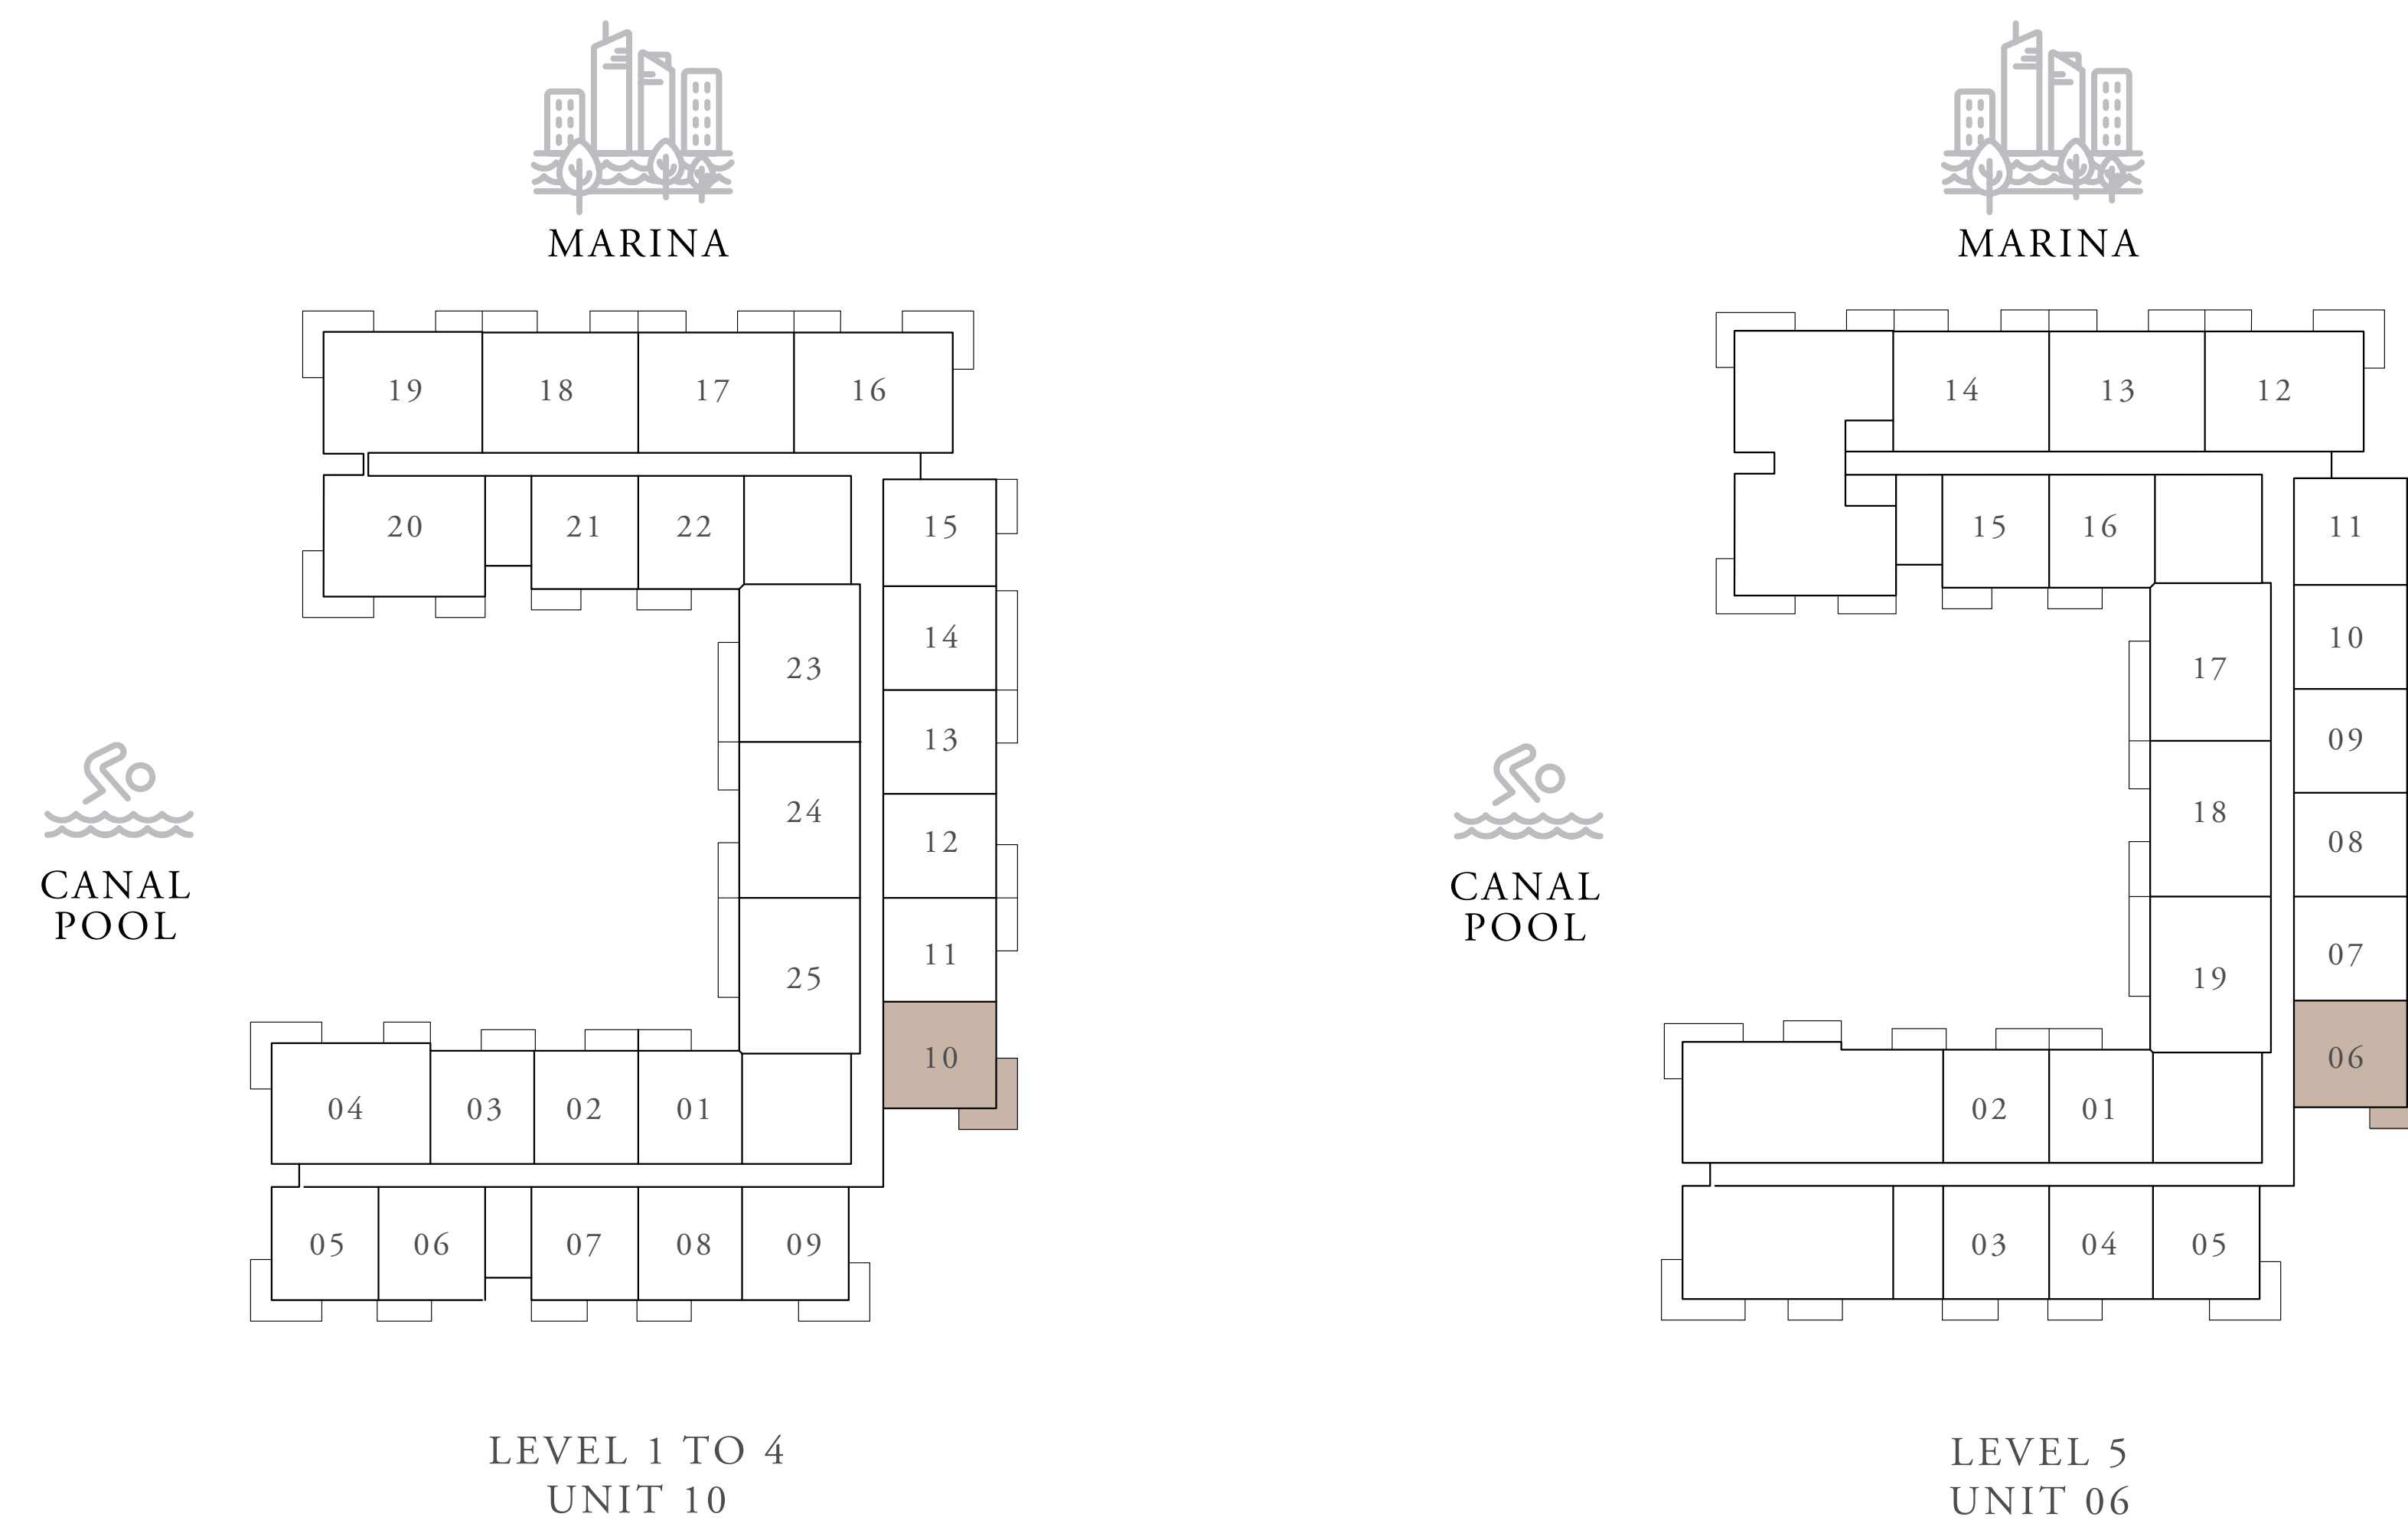 MARINA
19 18 17 16
20 21 22 15
14
23
13
CANAL
POOL
24 12
11
25
10
04 03 02 01
05 06 07 08 09
LEVEL 1 TO 4
UNIT 10
MARINA
14 13 12
15 16 11
10
17
09
CANAL
POOL
18 08
07
19
06
02 01
03 04 05
LEVEL 5
UNIT 06